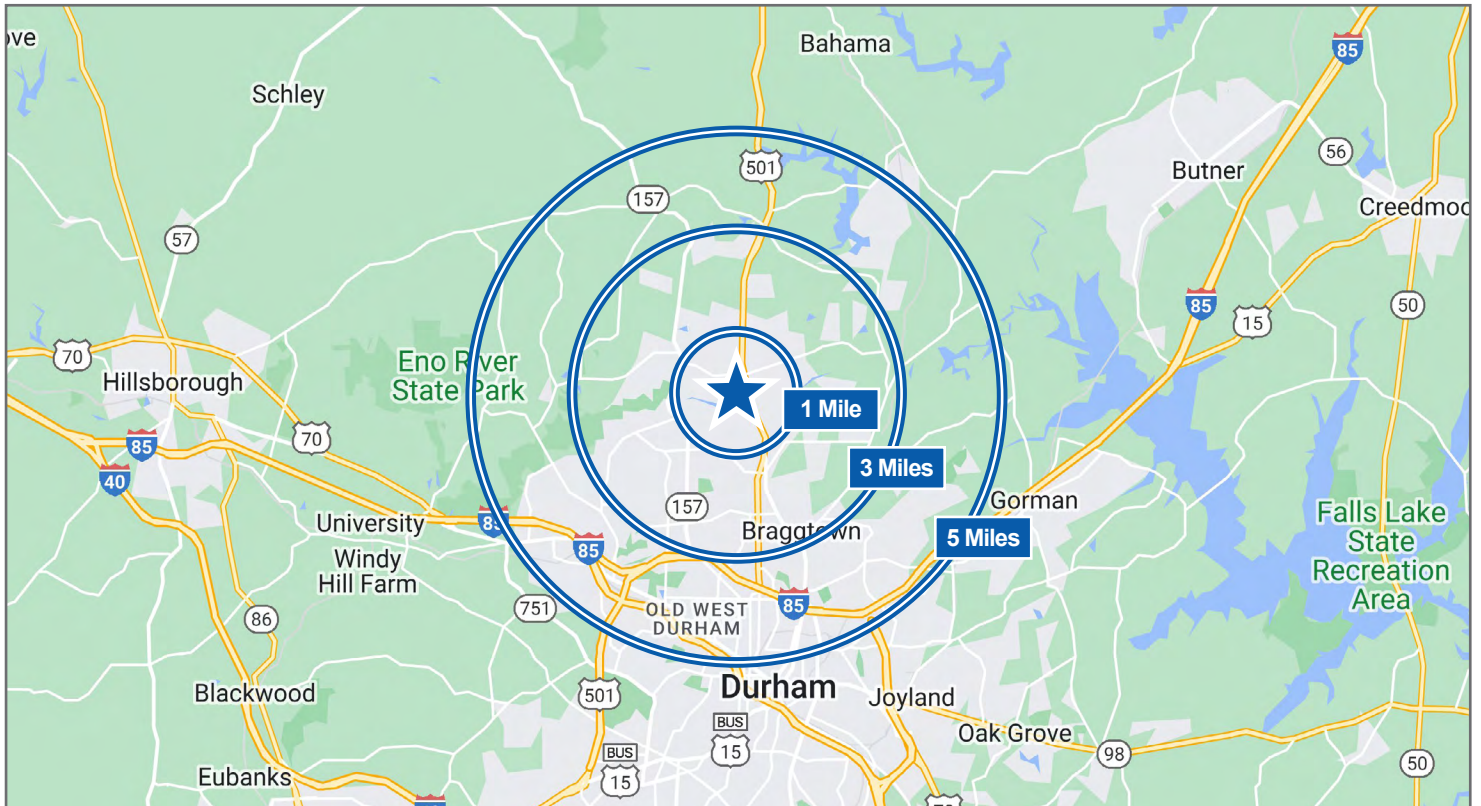 ove
Bahama
85
Schley
501
56
Butner
157
Creedmoo
57
50
85
15
70
Eno River
State Park
Hillsborough
1 Mile
70
85
3 Miles
40
157
Gorman
University
85
Braggtown
5 Miles
Falls Lake
State
Recreation
Area
85
Windy
Hill Farm
751
OLD WEST
DURHAM
85
86
Blackwood
501
Durham
Joyland
BUS
15
Oak Grove
BUS
15
98
50
Eubanks